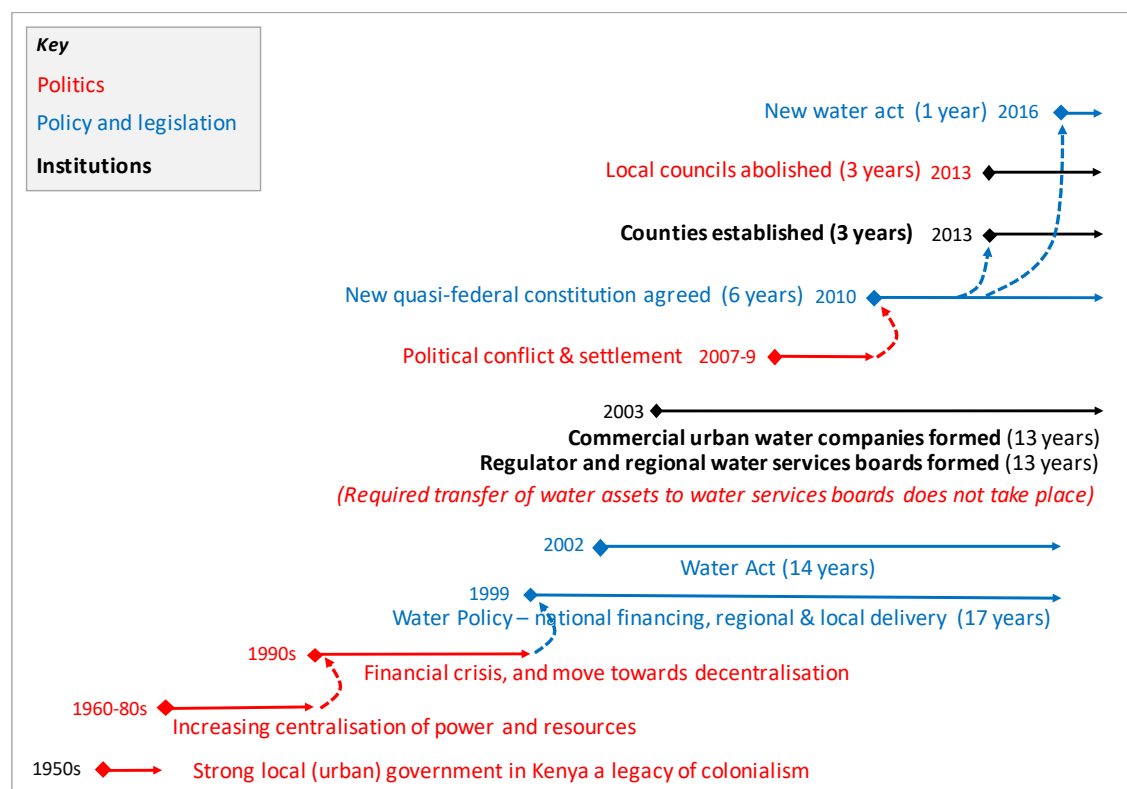 Key
Politics
Policy and legislation
Institutions
New water act (1 year) 2016
Local councils abolished (3 years) 2013
Counties established (3 years) 2013
New quasi-federal constitution agreed (6 years) 2010
Political conflict & settlement 2007-9
2003
Commercial urban water companies formed (13 years)
Regulator and regional water services boards formed (13 years)
(Required transfer of water assets to water services boards does not take place)
2002
Water Act (14 years)
1999
Water Policy – national financing, regional & local delivery (17 years)
1990s
Financial crisis, and move towards decentralisation
1960-80s
Increasing centralisation of power and resources
1950s
Strong local (urban) government in Kenya a legacy of colonialism